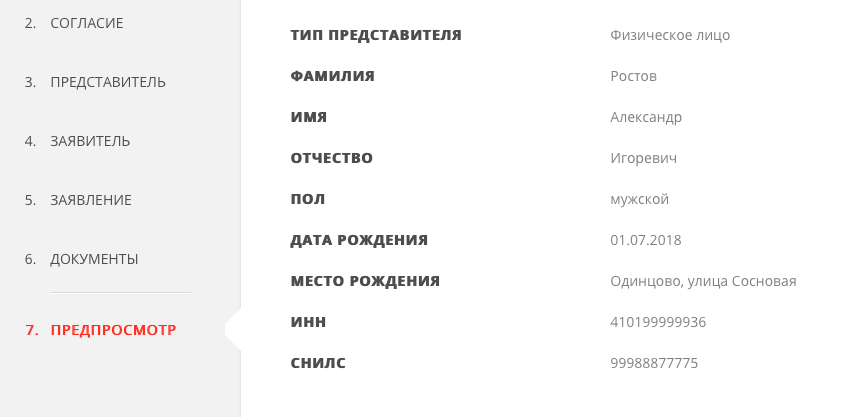 2. СОГЛАСИЕ
3. ПРЕДСТАВИТЕЛЬ
4. ЗАЯВИТЕЛЬ
5. ЗАЯВЛЕНИЕ
6. ДОКУМЕНТЫ
7. ПРЕДПРОСМОТР
ТИП ПРЕДСТАВИТЕЛЯ Физическое лицо
ФАМИЛИЯ Ростов
ИМЯ Александр
ОТЧЕСТВО Игоревич
ПОЛ мужской
ДАТА РОЖДЕНИЯ 01.07.2018
МЕСТО РОЖДЕНИЯ Одинцово, улица Сосновая
ИНН 410199999936
СНИЛС 99988877775